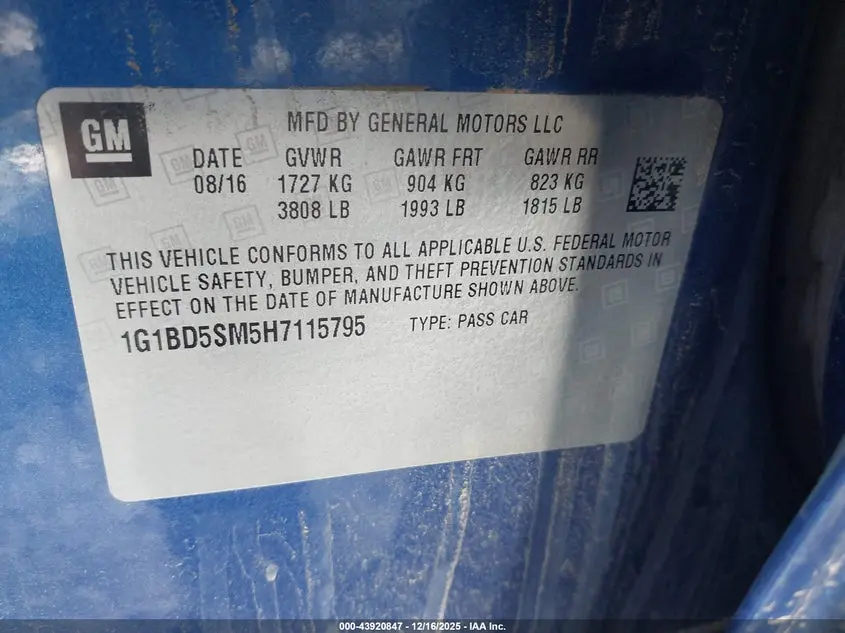 GM
MFD BY GENERAL MOTORS LLC
DATE GVWR GAWR FRT GAWR RR
08/16 1727 KG 904 KG 823 KG
3808 LB 1993 LB 1815 LB
THIS VEHICLE CONFORMS TO ALL APPLICABLE U.S. FEDERAL MOTOR
VEHICLE SAFETY, BUMPER, AND THEFT PREVENTION STANDARDS IN
EFFECT ON THE DATE OF MANUFACTURE SHOWN ABOVE.
1G1BD5SM5H7115795 TYPE: PASS CAR
000-43920847 - 12/16/2025 - IAA Inc.